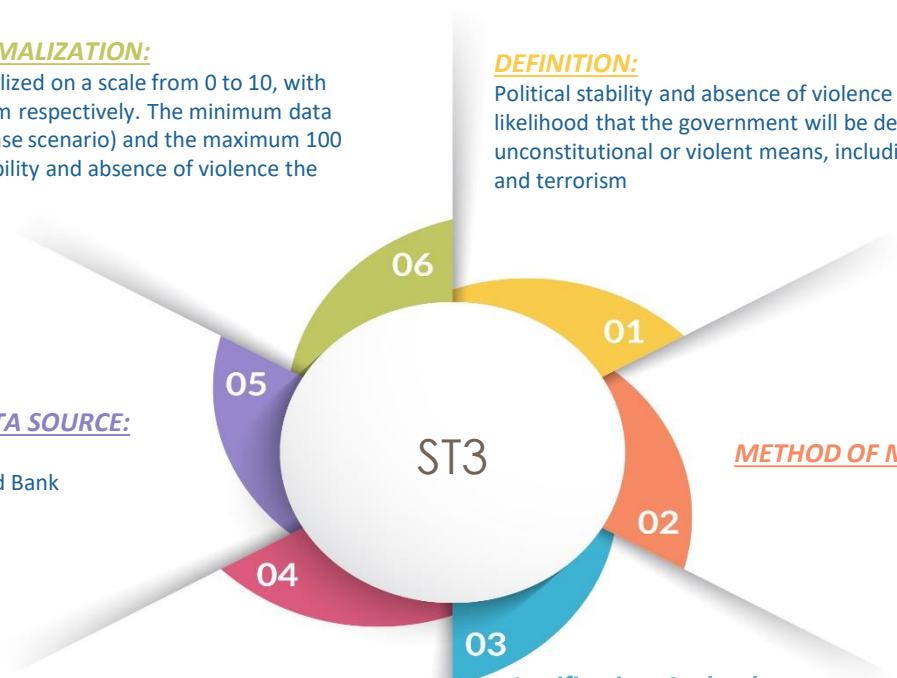 MALIZATION:
lized on a scale from 0 to 10, with
m respectively. The minimum data
ase scenario) and the maximum 100
bility and absence of violence the
DEFINITION:
Political stability and absence of violence
likelihood that the government will be de
unconstitutional or violent means, includi
and terrorism
06
01
05
TA SOURCE:
d Bank
ST3
METHOD OF M
02
04
03